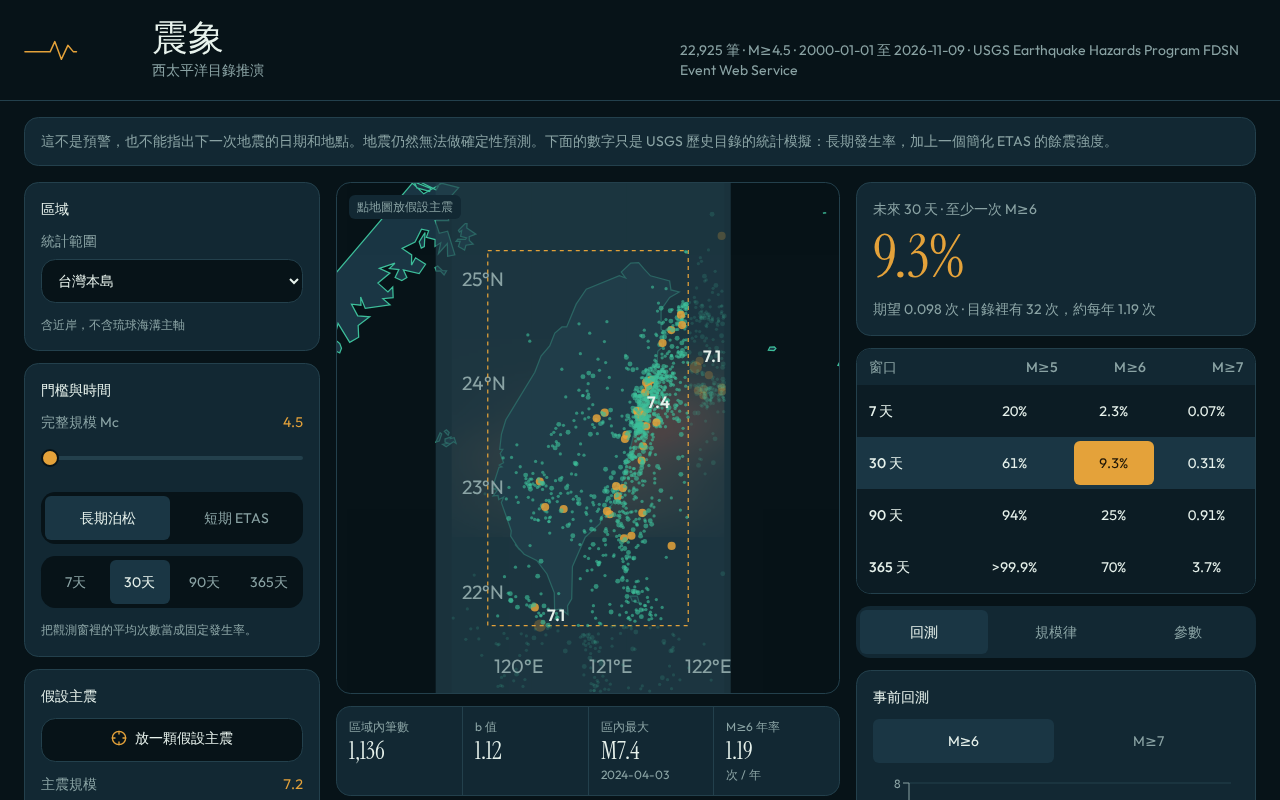 震象
西太平洋目錄推演
22,925 筆 · M≥4.5 · 2000-01-01 至 2026-11-09 · USGS Earthquake Hazards Program FDSN
Event Web Service
這不是預警，也不能指出下一次地震的日期和地點。地震仍然無法做確定性預測。下面的數字只是 USGS 歷史目錄的統計模擬：長期發生率，加上一個簡化 ETAS 的餘震強度。
區域
統計範圍
台灣本島
含近岸，不含琉球海溝主軸
門檻與時間
完整規模 Mc
4.5
長期泊松
短期 ETAS
7天
30天
90天
365天
把觀測窗裡的平均次數當成固定發生率。
假設主震
放一顆假設主震
主震規模
7.2
點地圖放假設主震
25°N
24°N
23°N
22°N
120°E
121°E
122°E
7.1
7.4
7.1
區域內筆數
1,136
b 值
1.12
區內最大
M7.4
2024-04-03
M≥6 年率
1.19
次 / 年
未來 30 天 · 至少一次 M≥6
9.3%
期望 0.098 次 · 目錄裡有 32 次，約每年 1.19 次
窗口 M≥5 M≥6 M≥7
7 天 20% 2.3% 0.07%
30 天 61% 9.3% 0.31%
90 天 94% 25% 0.91%
365 天 >99.9% 70% 3.7%
回測
規模律
參數
事前回測
M≥6
M≥7
8